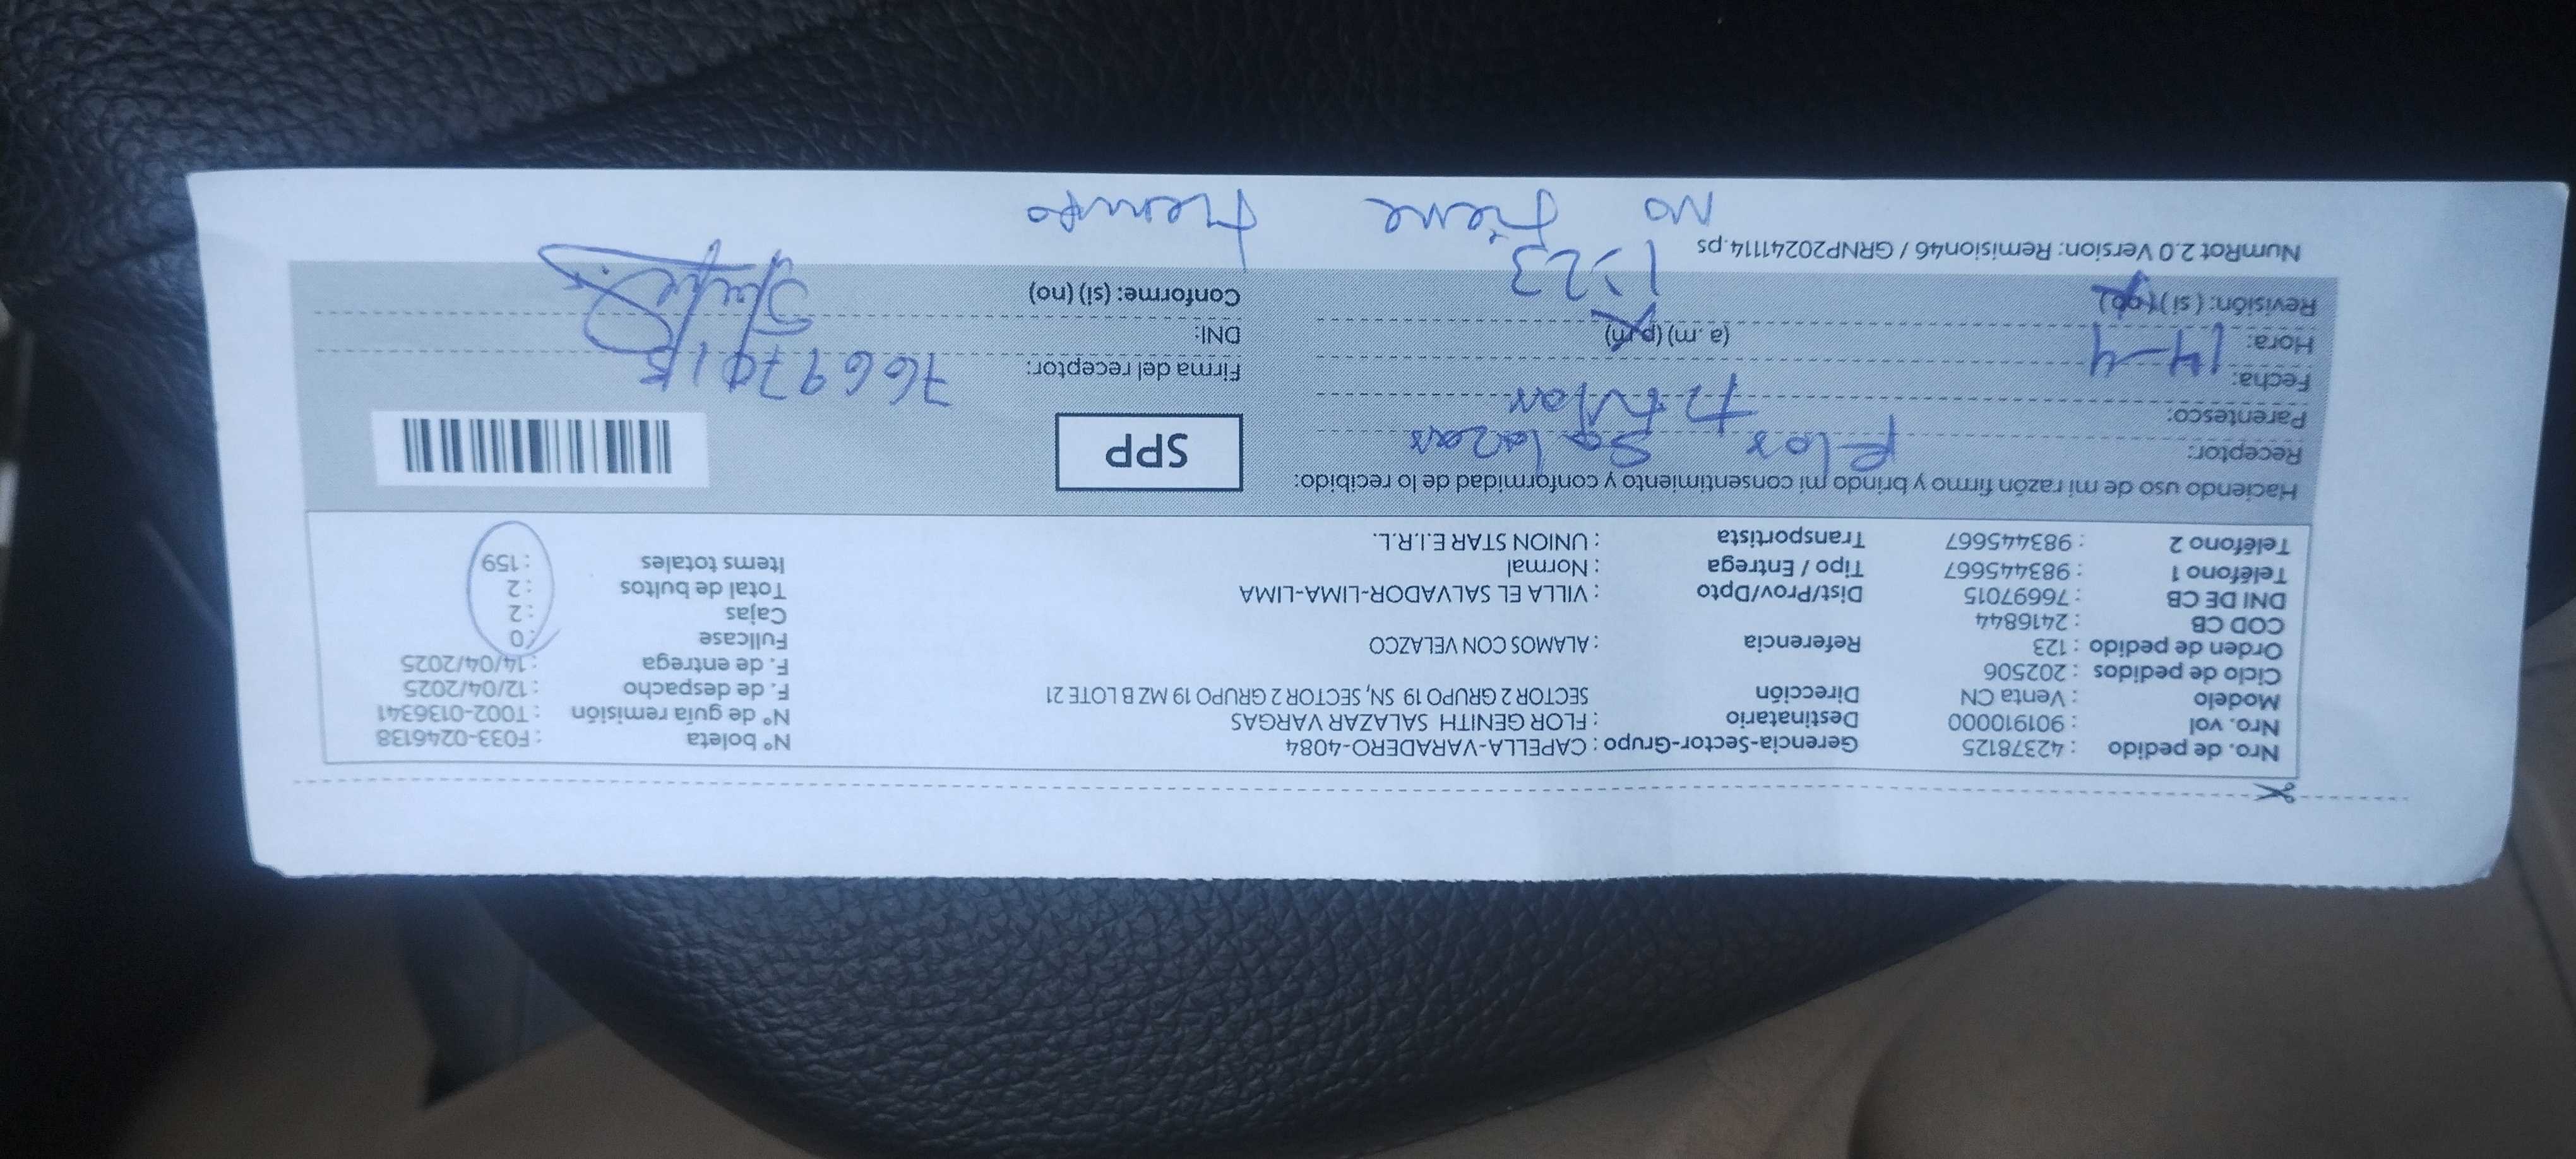 Nro. de pedido : 42378125 Gerencia-Sector-Grupo : CAPELLA-VARADERO-4084 N° boleta : F033-0246138
Nro. vol : 901910000 Destinatario : FLOR GENITH SALAZAR VARGAS N° de guía remisión : T002-0136341
Modelo : Venta CN Dirección SECTOR 2 GRUPO 19 SN, SECTOR 2 GRUPO 19 MZ B LOTE 21 F. de despacho : 12/04/2025
Ciclo de pedidos : 202506 F. de entrega : 14/04/2025
Orden de pedido : 123 Referencia : ALAMOS CON VELAZCO Fullcase : 0
COD CB : 2416844 Cajas : 2
DNI DE CB : 76697015 Dist/Prov/Dpto : VILLA EL SALVADOR-LIMA-LIMA Total de bultos : 2
Teléfono 1 : 983445667 Tipo / Entrega : Normal Items totales : 159
Teléfono 2 : 983445667 Transportista : UNION STAR E.I.R.L.
Haciendo uso de mi razón firmo y brindo mi consentimiento y conformidad de lo recibido:
Receptor: Flor Salazar SPP
Parentesco: titular
Fecha: 14-4 Firma del receptor: 76697015
Hora: (a. m) (p.m) DNI:
Revisión: ( si ) (no) 1:23 Conforme: (si) (no)
NumRot 2.0 Version: Remision46 / GRNP20241114.ps
No tiene tiempo